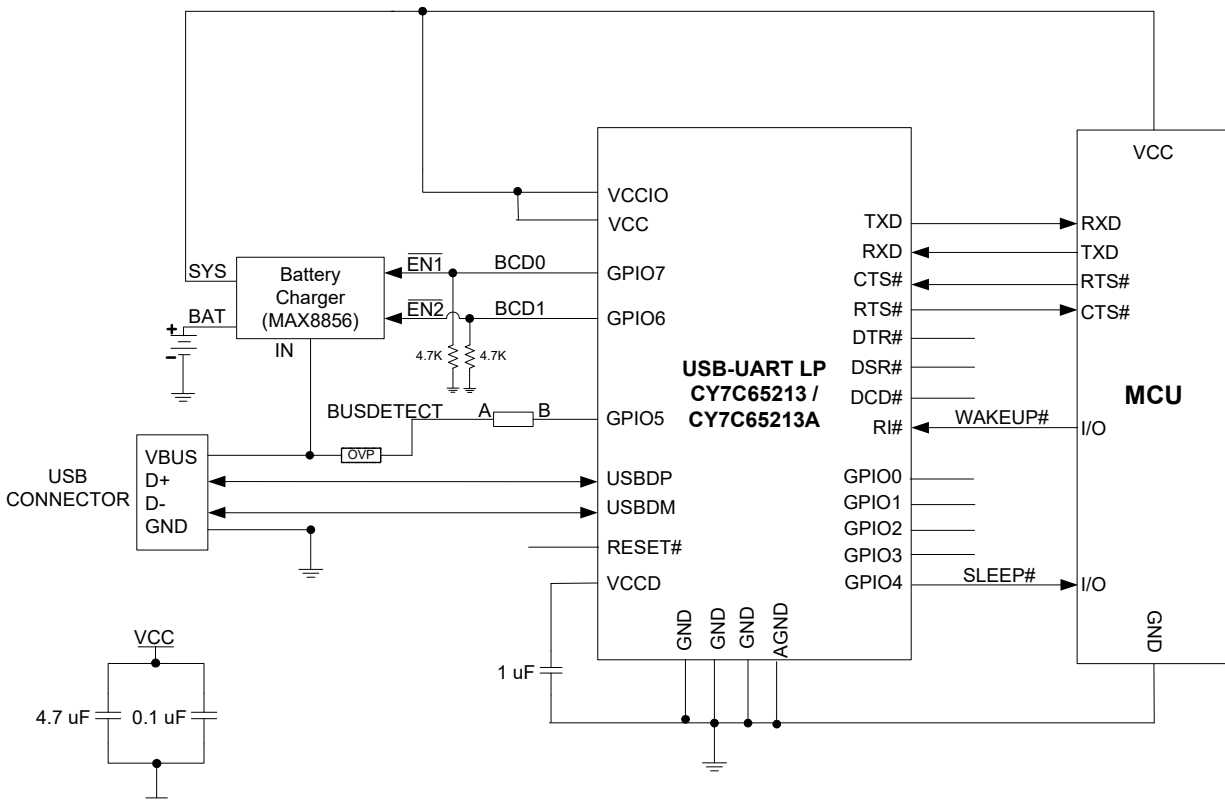 VCC
VCCIO
VCC
TXD
RXD
RXD
TXD
SYS
Battery
Charger
(MAX8856)
EN1
BCD0
GPIO7
CTS#
RTS#
BAT
EN2
BCD1
GPIO6
RTS#
CTS#
+
-
IN
4.7K
4.7K
DTR#
USB-UART LP
CY7C65213 /
CY7C65213A
DSR#
DCD#
MCU
BUSDETECT
A
B
GPIO5
RI#
WAKEUP#
I/O
OVP
USB
CONNECTOR
VBUS
D+
D-
GND
USBDP
USBDM
RESET#
VCCD
GPIO0
GPIO1
GPIO2
GPIO3
GPIO4
SLEEP#
I/O
GND
GND
GND
AGND
GND
1 uF
VCC
4.7 uF
0.1 uF